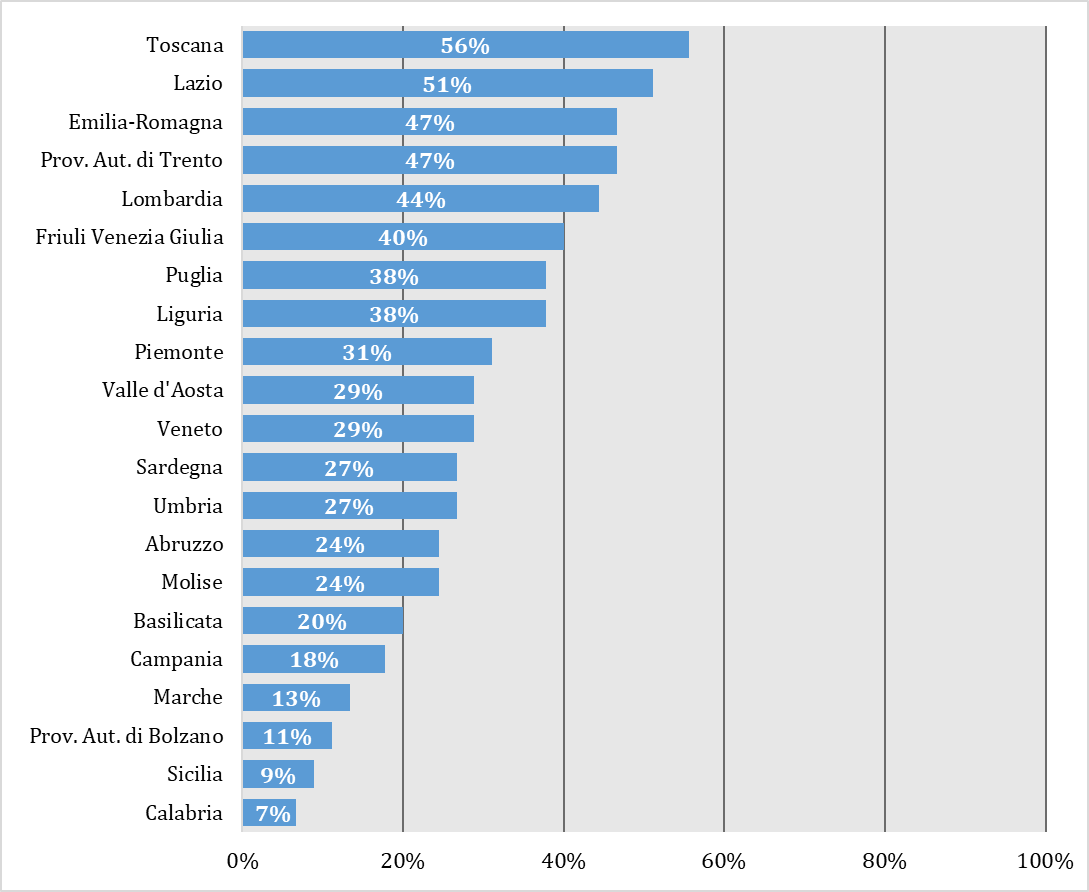 Toscana 56%
Lazio 51%
Emilia-Romagna 47%
Prov. Aut. di Trento 47%
Lombardia 44%
Friuli Venezia Giulia 40%
Puglia 38%
Liguria 38%
Piemonte 31%
Valle d'Aosta 29%
Veneto 29%
Sardegna 27%
Umbria 27%
Abruzzo 24%
Molise 24%
Basilicata 20%
Campania 18%
Marche 13%
Prov. Aut. di Bolzano 11%
Sicilia 9%
Calabria 7%
0% 20% 40% 60% 80% 100%